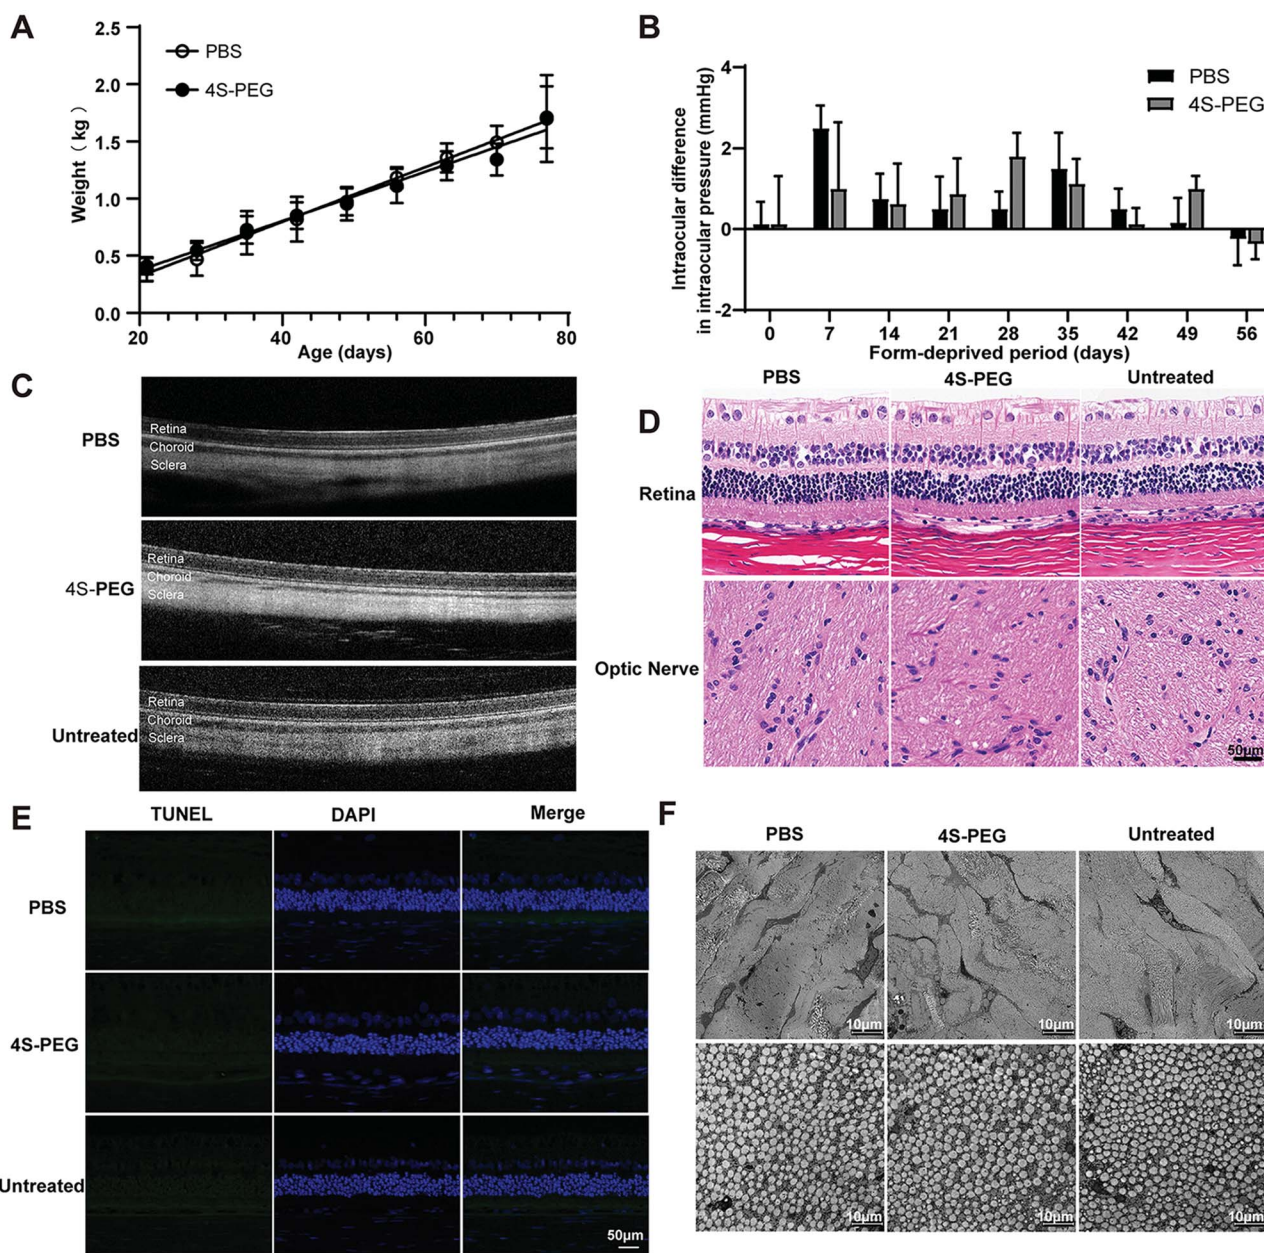 A
2.5
2.0
1.5
1.0
0.5
0.0
Weight（kg）
PBS
4S-PEG
20
40
60
80
Age (days)
B
4
2
0
-2
Intraocular difference
in intraocular pressure (mmHg)
PBS
4S-PEG
0
7
14
21
28
35
42
49
56
Form-deprived period (days)
C
PBS
Retina
Choroid
Sclera
4S-PEG
Retina
Choroid
Sclera
Untreated
Retina
Choroid
Sclera
D
PBS
4S-PEG
Untreated
Retina
Optic Nerve
50μm
E
TUNEL
DAPI
Merge
PBS
4S-PEG
Untreated
50μm
F
PBS
4S-PEG
Untreated
10μm
10μm
10μm
10μm
10μm
10μm